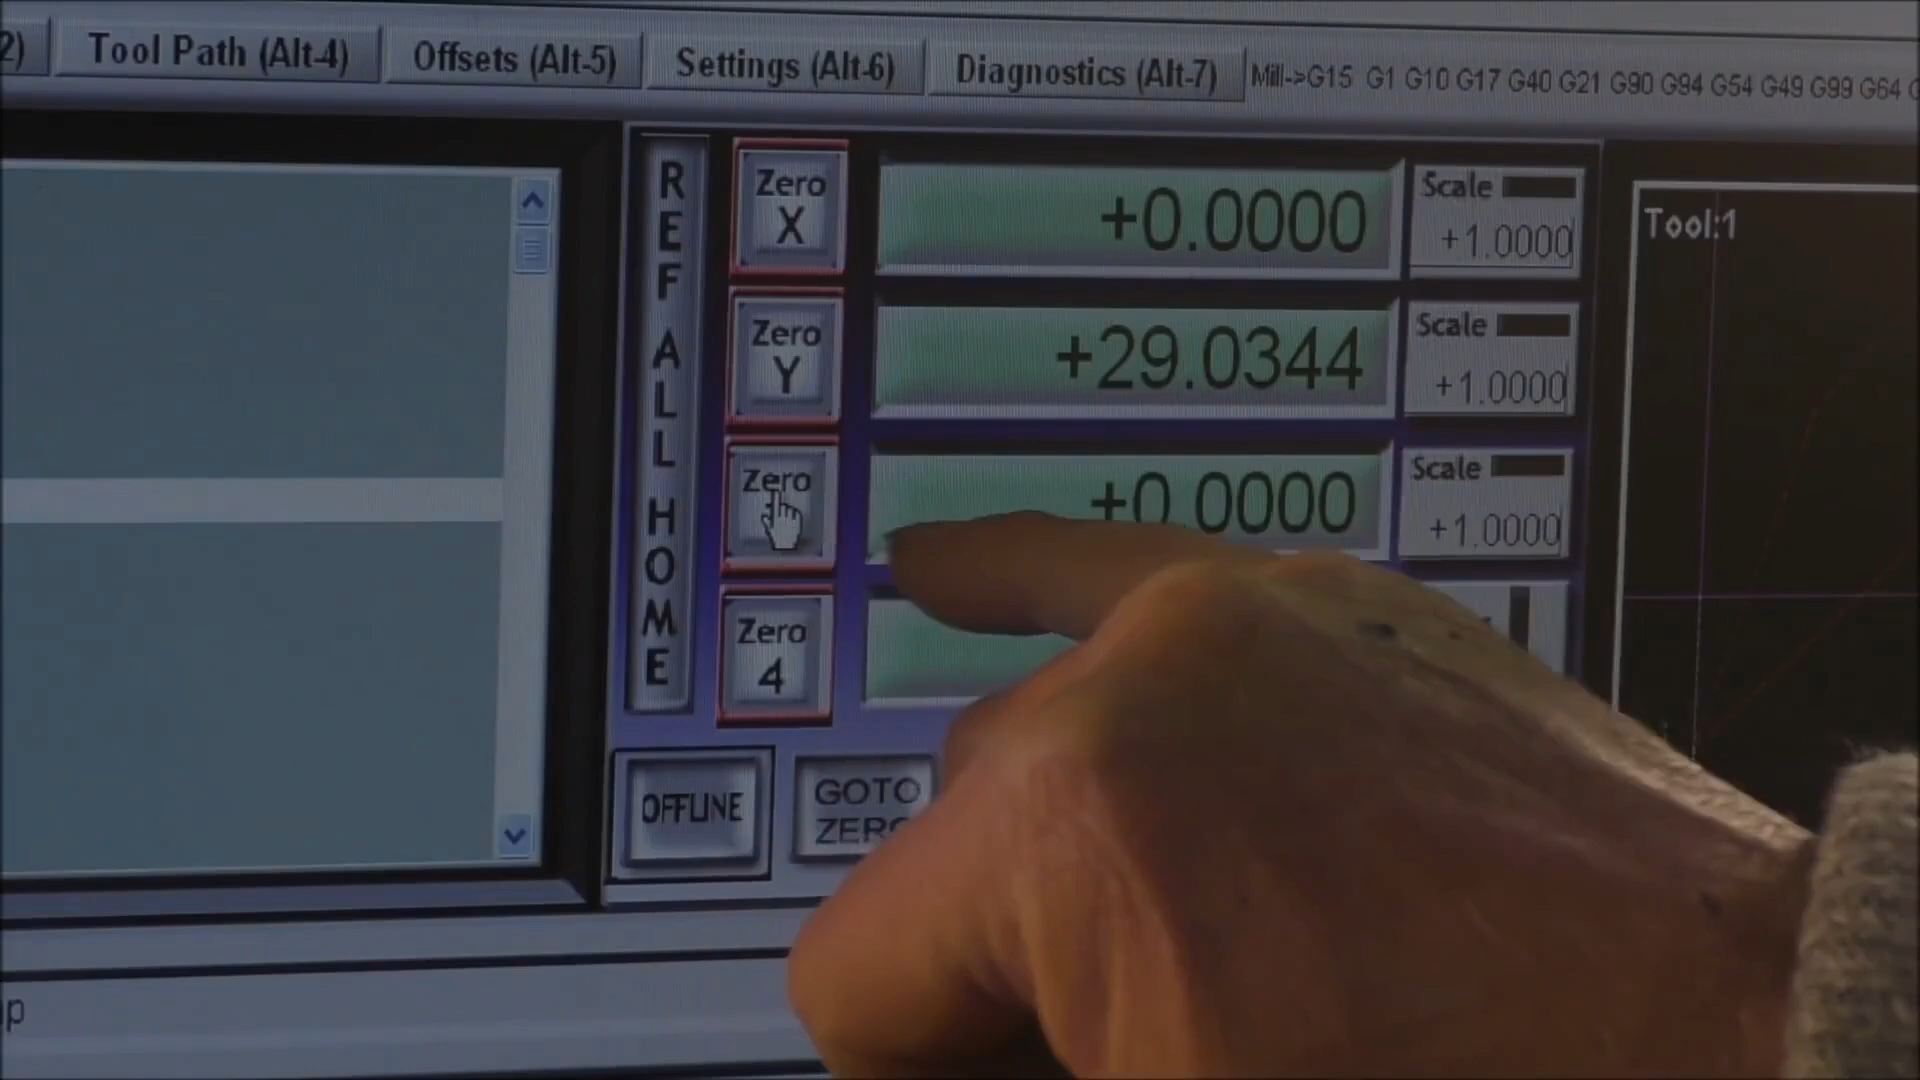 2)
Tool Path (Alt-4)
Offsets (Alt-5)
Settings (Alt-6)
Diagnostics (Alt-7)
Mill->G15 G1 G10 G17 G40 G21 G90 G94 G54 G49 G99 G64
REF ALL HOME
Zero
X
+0.0000
Scale
+1.0000
Tool:1
Zero
Y
+29.0344
Scale
+1.0000
Zero
+0.0000
Scale
+1.0000
Zero
4
OFFLINE
GOTO
ZERO